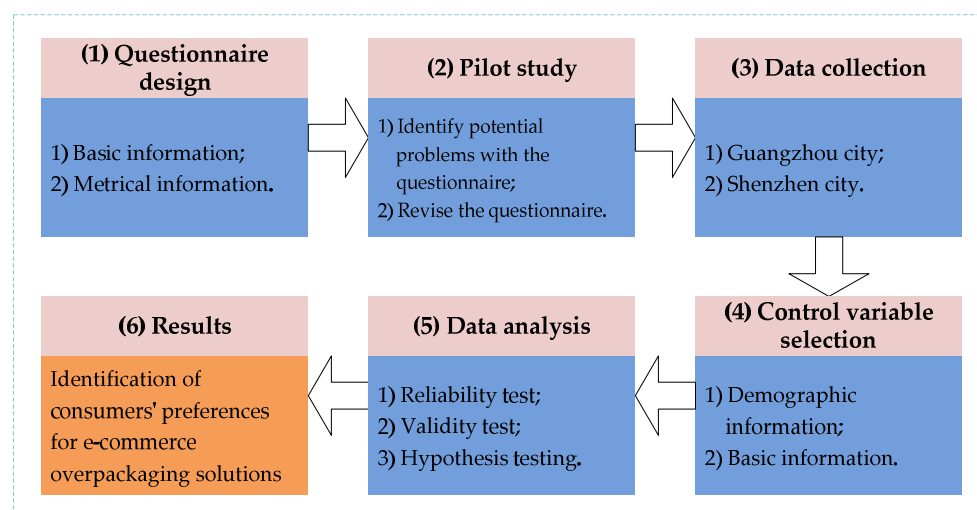 (1) Questionnaire
design
1) Basic information;
2) Metrical information.
(2) Pilot study
1) Identify potential
problems with the
questionnaire;
2) Revise the questionnaire.
(3) Data collection
1) Guangzhou city;
2) Shenzhen city.
(4) Control variable
selection
1) Demographic
information;
2) Basic information.
(5) Data analysis
1) Reliability test;
2) Validity test;
3) Hypothesis testing.
(6) Results
Identification of
consumers' preferences
for e-commerce
overpackaging solutions